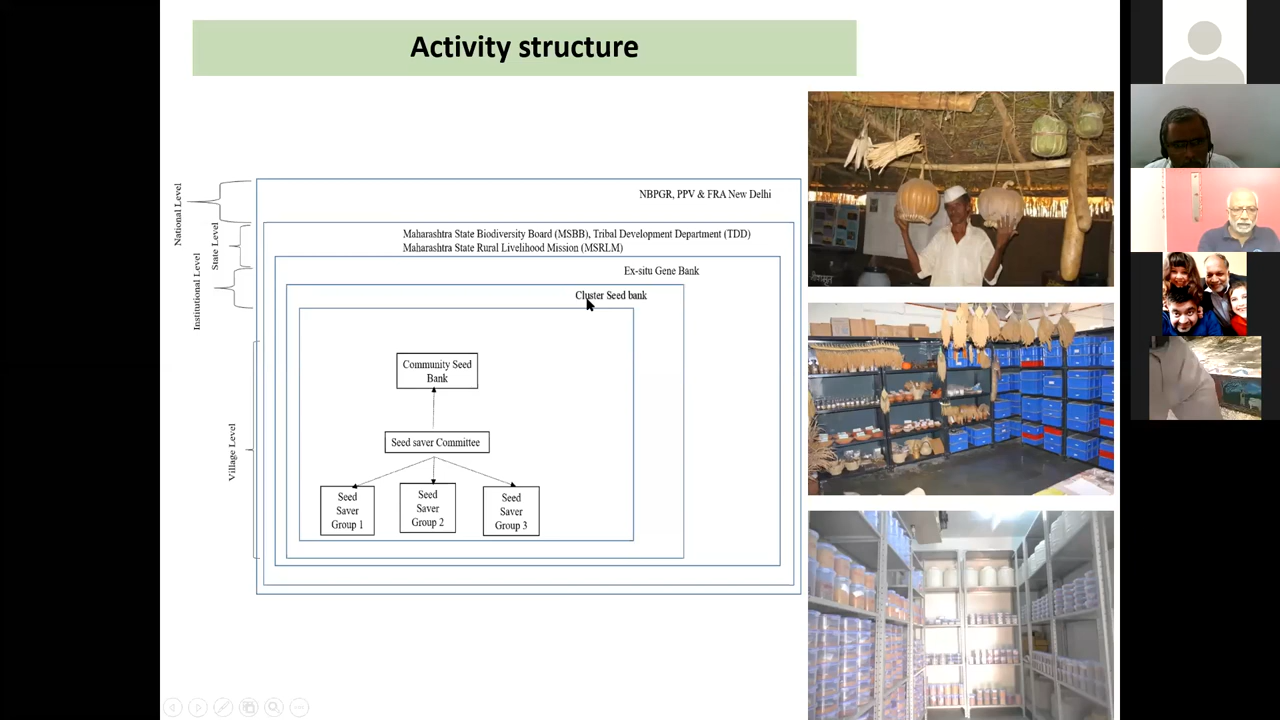 Activity structure
National Level
State Level
Institutional Level
Village Level
NBPGR, PPV & FRA New Delhi
Maharashtra State Biodiversity Board (MSBB), Tribal Development Department (TDD)
Maharashtra State Rural Livelihood Mission (MSRLM)
Ex-situ Gene Bank
Cluster Seed bank
Community Seed
Bank
Seed saver Committee
Seed
Saver
Group 1
Seed
Saver
Group 2
Seed
Saver
Group 3